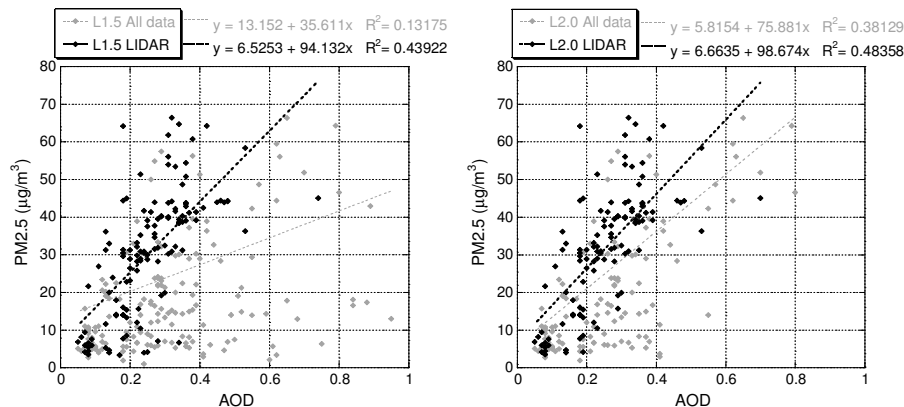 L1.5 All data y = 13.152 + 35.611x R²= 0.13175
L1.5 LIDAR y = 6.5253 + 94.132x R²= 0.43922
80
70
60
50
40
30
20
10
0
PM2.5 (µg/m³)
0 0.2 0.4 0.6 0.8 1
AOD
L2.0 All data y = 5.8154 + 75.881x R²= 0.38129
L2.0 LIDAR y = 6.6635 + 98.674x R²= 0.48358
80
70
60
50
40
30
20
10
0
PM2.5 (µg/m³)
0 0.2 0.4 0.6 0.8 1
AOD